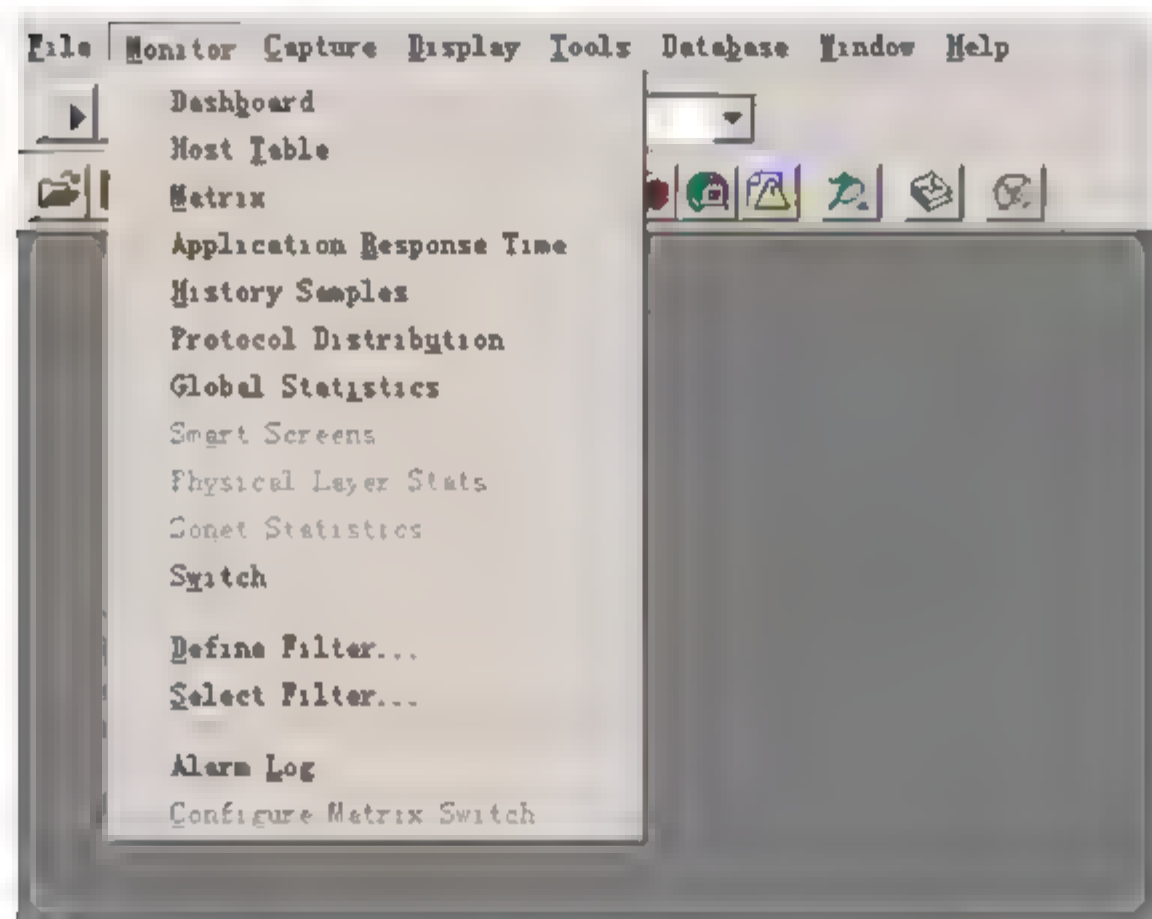 File Monitor Capture Display Tools Database Window Help
Dashboard
Host Table
Matrix
Application Response Time
History Samples
Protocol Distribution
Global Statistics
Smart Screens
Physical Layer Stats
Sonet Statistics
Switch
Define Filter...
Select Filter...
Alarm Log
Configure Matrix Switch